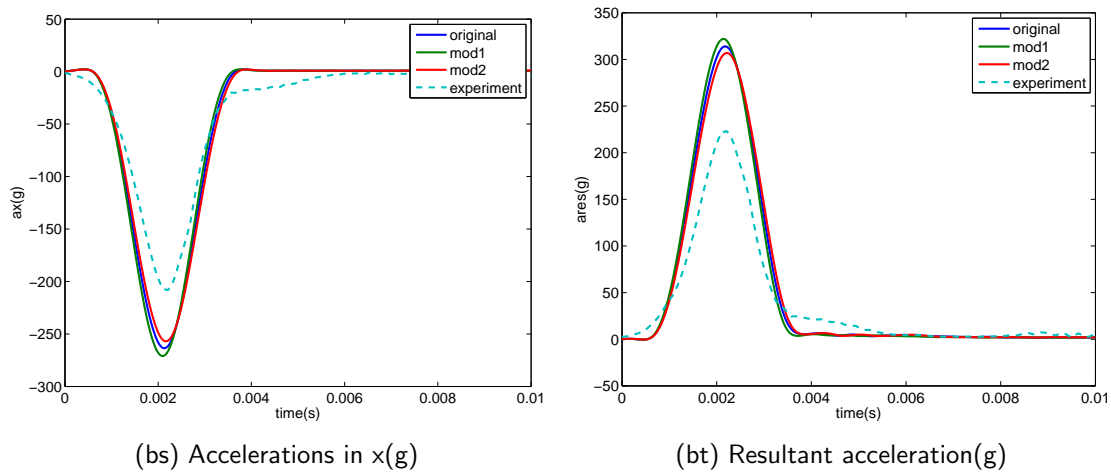 50
0
−50
−100
−150
−200
−250
−300
ax(g)
0
0.002
0.004
0.006
0.008
0.01
time(s)
original
mod1
mod2
experiment
(bs) Accelerations in x(g)
350
300
250
200
150
100
50
0
−50
ares(g)
0
0.002
0.004
0.006
0.008
0.01
time(s)
original
mod1
mod2
experiment
(bt) Resultant acceleration(g)